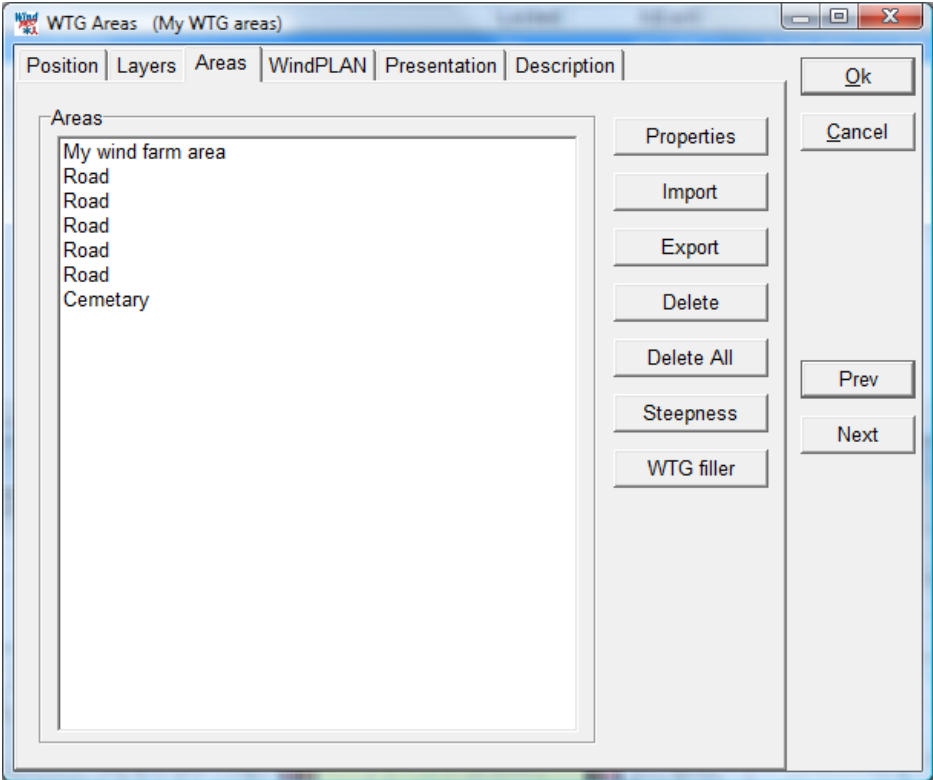 WTG Areas (My WTG areas)
Position Layers Areas WindPLAN Presentation Description
Ok
Cancel
Areas
My wind farm area
Road
Road
Road
Road
Road
Cemetary
Properties
Import
Export
Delete
Delete All
Steepness
WTG filler
Prev
Next